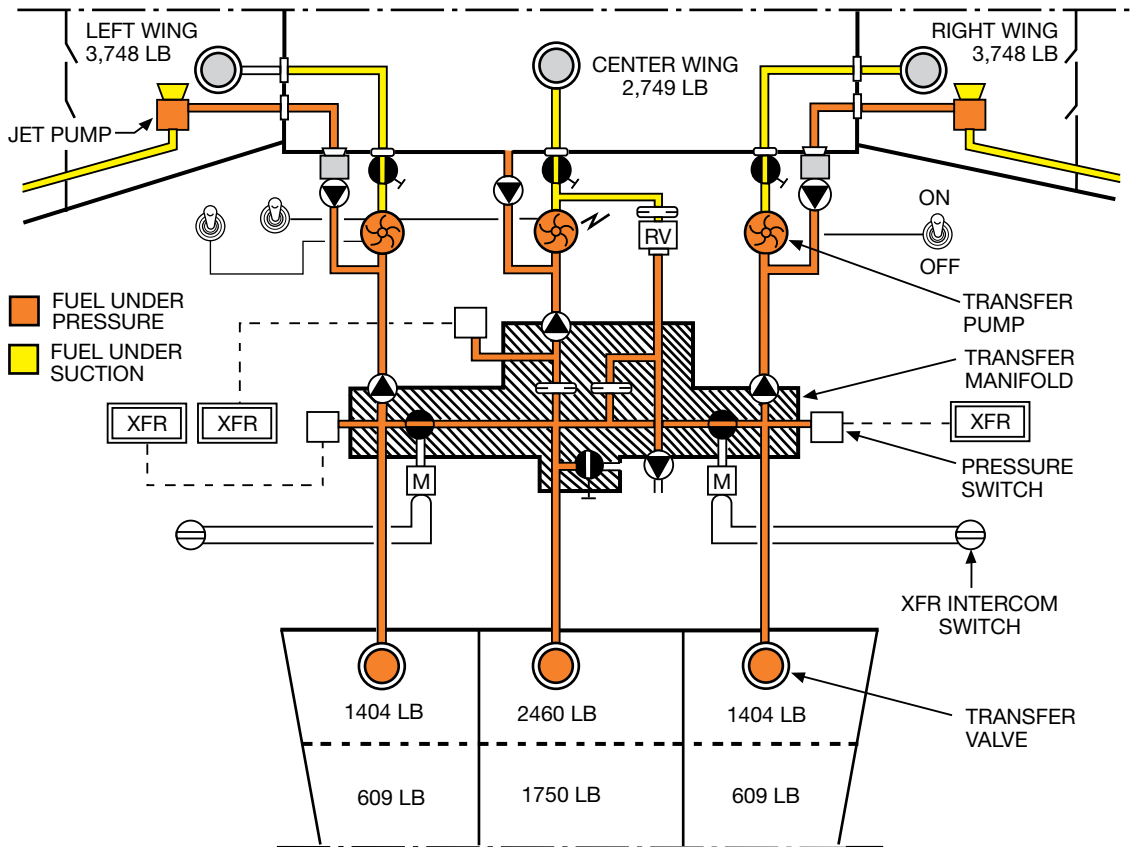 LEFT WING
3,748 LB
CENTER WING
2,749 LB
RIGHT WING
3,748 LB
JET PUMP
RV
ON
OFF
FUEL UNDER
PRESSURE
FUEL UNDER
SUCTION
TRANSFER
PUMP
TRANSFER
MANIFOLD
XFR
XFR
XFR
PRESSURE
SWITCH
M
M
XFR INTERCOM
SWITCH
1404 LB
2460 LB
1404 LB
TRANSFER
VALVE
609 LB
1750 LB
609 LB